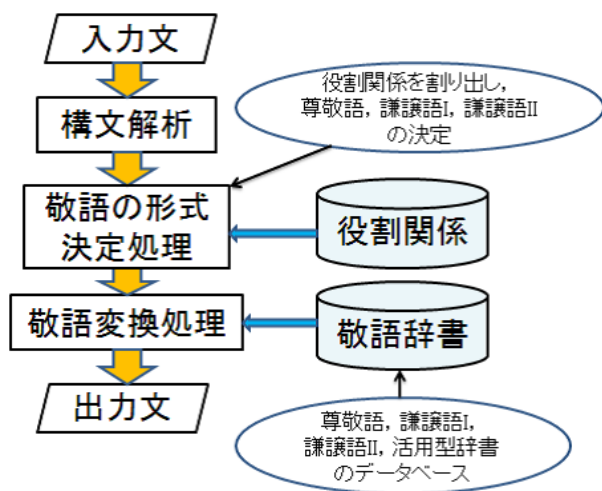 入力文
構文解析
役割関係を割り出し,
尊敬語, 謙譲語I, 謙譲語II
の決定
敬語の形式
決定処理
役割関係
敬語変換処理
敬語辞書
出力文
尊敬語, 謙譲語I,
謙譲語II, 活用型辞書
のデータベース